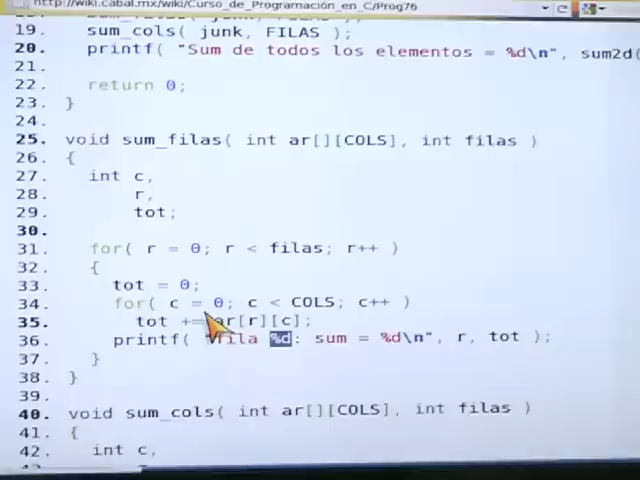 http://wiki.cabal.mx/wiki/Curso_de_Programación_en_C/Prog76
19. sum_cols( junk, FILAS );
20. printf( "Sum de todos los elementos = %d\n", sum2d(
21.
22. return 0;
23. }
24.
25. void sum_filas( int ar[][COLS], int filas )
26. {
27. int c,
28. r,
29. tot;
30.
31. for( r = 0; r < filas; r++ )
32. {
33. tot = 0;
34. for( c = 0; c < COLS; c++ )
35. tot += ar[r][c];
36. printf( "fila %d: sum = %d\n", r, tot );
37. }
38. }
39.
40. void sum_cols( int ar[][COLS], int filas )
41. {
42. int c,